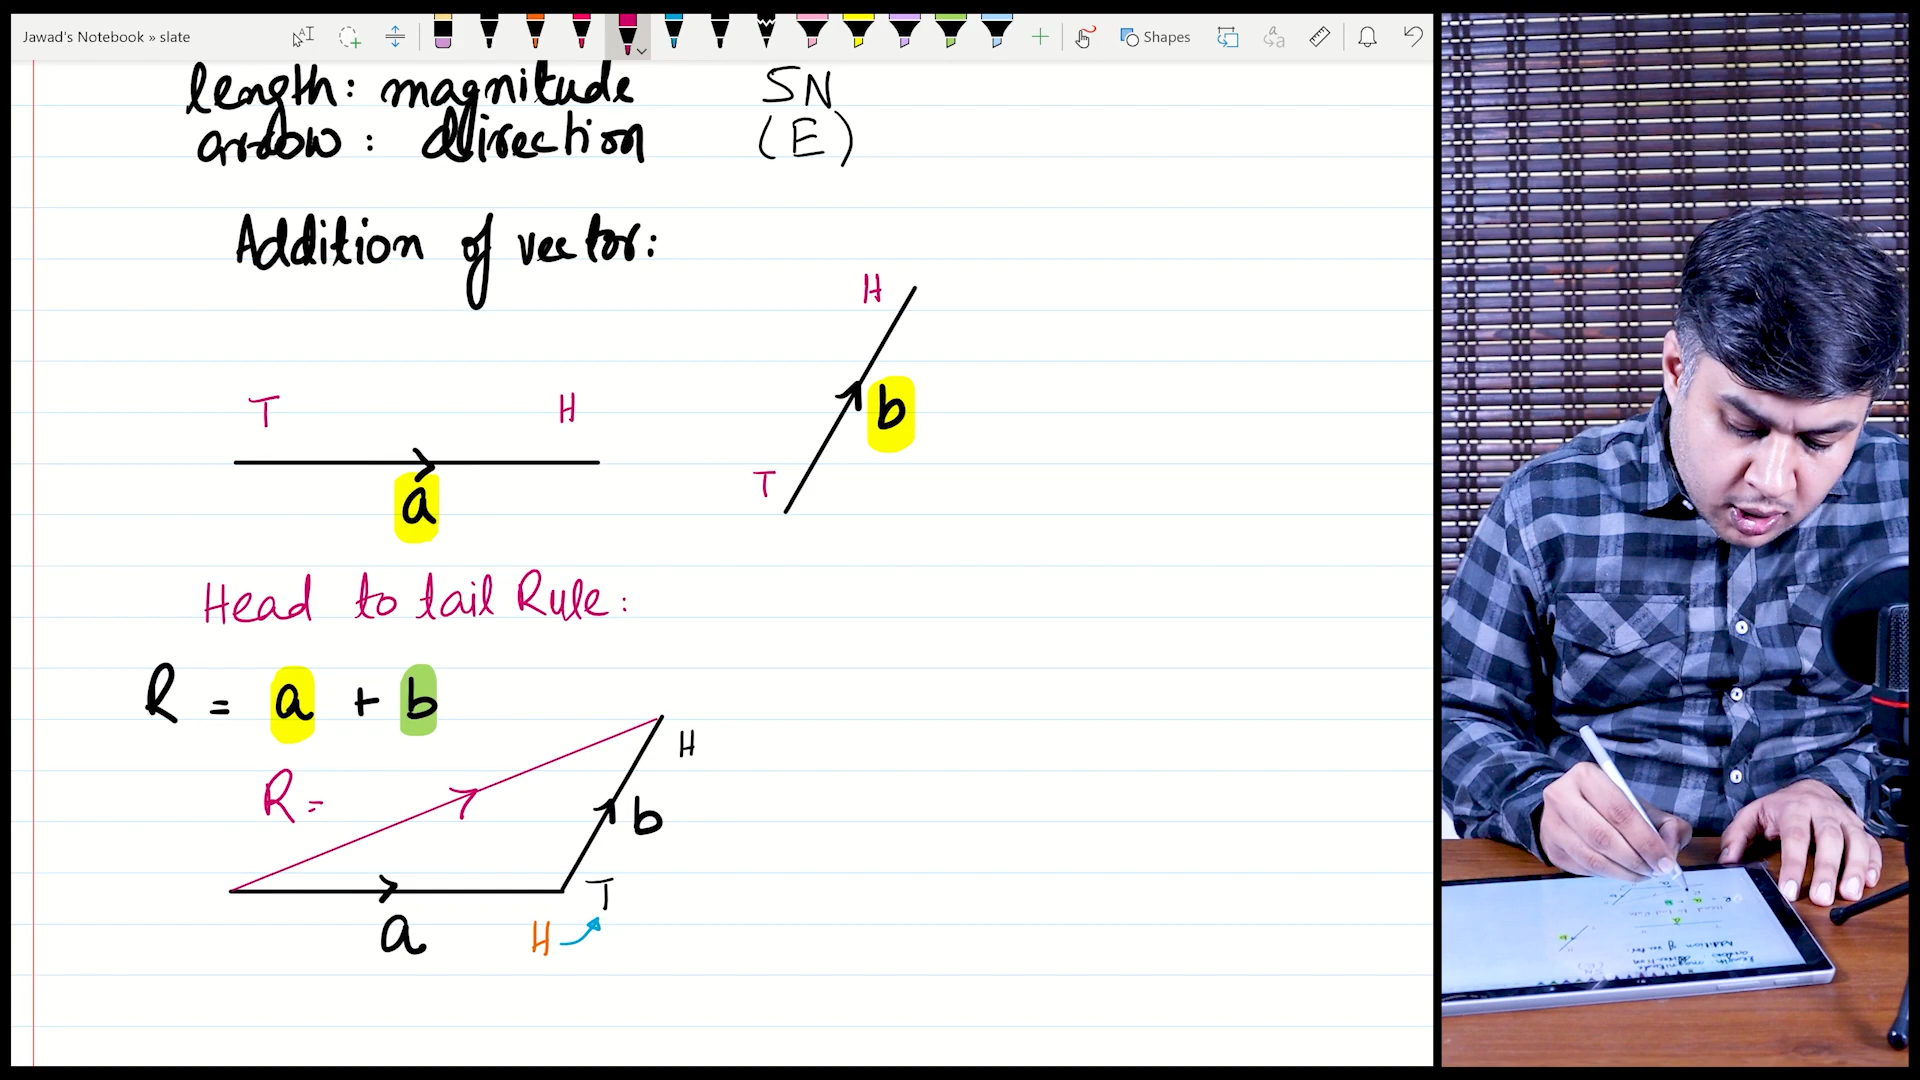 Jawad's Notebook » slate
Shapes
length: magnitude SN
arrow: direction (E)
Addition of vector:
H
T H
b
a
T
Head to tail Rule:
R = a + b
H
R =
b
T
a
H